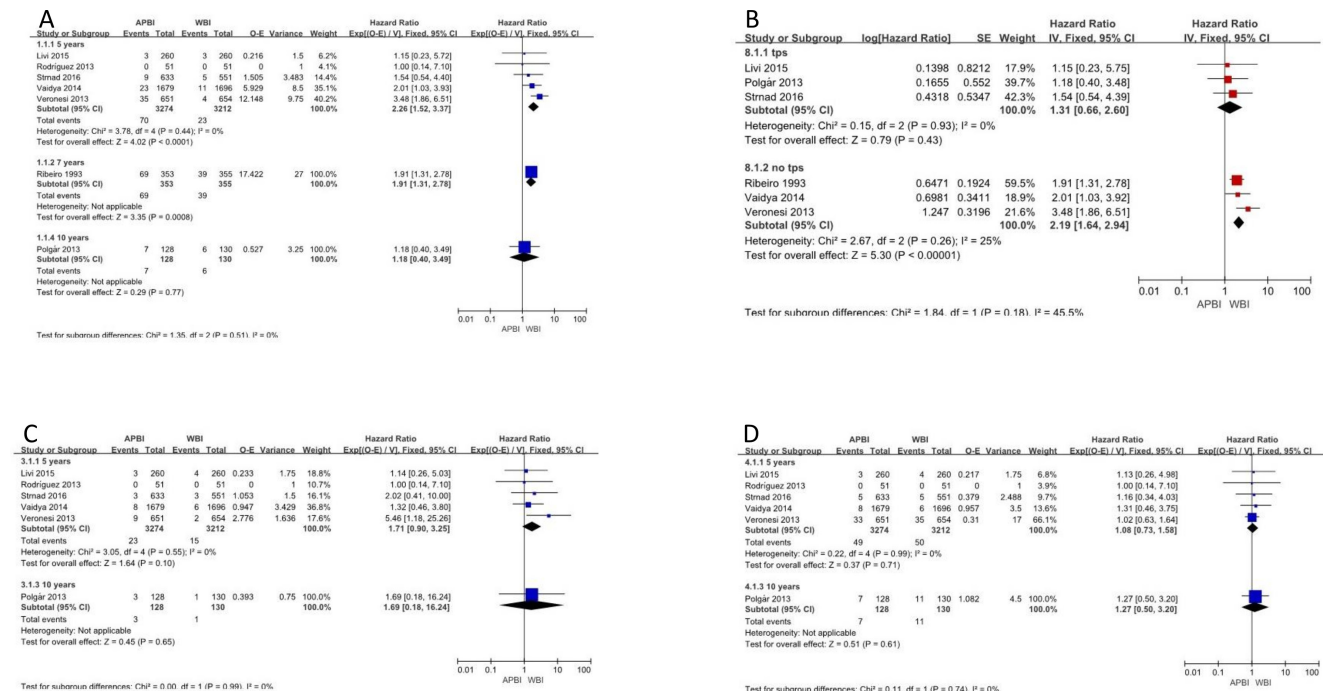 A
APBI WBI Hazard Ratio Hazard Ratio
Study or Subgroup Events Total Events Total O-E Variance Weight Exp[(O-E) / V], Fixed, 95% CI Exp[(O-E) / V], Fixed, 95% CI
1.1.1 5 years
Livi 2015 3 260 3 260 0.216 1.5 6.2% 1.15 [0.23, 5.72]
Rodríguez 2013 0 51 0 51 0 1 4.1% 1.00 [0.14, 7.10]
Strnad 2016 9 633 5 551 1.505 3.483 14.4% 1.54 [0.54, 4.40]
Vaidya 2014 23 1679 11 1696 5.929 8.5 35.1% 2.01 [1.03, 3.93]
Veronesi 2013 35 651 4 654 12.148 9.75 40.2% 3.48 [1.86, 6.51]
Subtotal (95% CI) 3274 3212 100.0% 2.26 [1.52, 3.37]
Total events 70 23
Heterogeneity: Chi² = 3.78, df = 4 (P = 0.44); I² = 0%
Test for overall effect: Z = 4.02 (P < 0.0001)
1.1.2 7 years
Ribeiro 1993 69 353 39 355 17.422 27 100.0% 1.91 [1.31, 2.78]
Subtotal (95% CI) 353 355 100.0% 1.91 [1.31, 2.78]
Total events 69 39
Heterogeneity: Not applicable
Test for overall effect: Z = 3.35 (P = 0.0008)
1.1.4 10 years
Polgár 2013 7 128 6 130 0.527 3.25 100.0% 1.18 [0.40, 3.49]
Subtotal (95% CI) 128 130 100.0% 1.18 [0.40, 3.49]
Total events 7 6
Heterogeneity: Not applicable
Test for overall effect: Z = 0.29 (P = 0.77)
0.01 0.1 1 10 100
APBI WBI
Test for subgroup differences: Chi² = 1.35, df = 2 (P = 0.51), I² = 0%
B
Hazard Ratio Hazard Ratio
Study or Subgroup log[Hazard Ratio] SE Weight IV, Fixed, 95% CI IV, Fixed, 95% CI
8.1.1 tps
Livi 2015 0.1398 0.8212 17.9% 1.15 [0.23, 5.75]
Polgár 2013 0.1655 0.552 39.7% 1.18 [0.40, 3.48]
Strnad 2016 0.4318 0.5347 42.3% 1.54 [0.54, 4.39]
Subtotal (95% CI) 100.0% 1.31 [0.66, 2.60]
Heterogeneity: Chi² = 0.15, df = 2 (P = 0.93); I² = 0%
Test for overall effect: Z = 0.79 (P = 0.43)
8.1.2 no tps
Ribeiro 1993 0.6471 0.1924 59.5% 1.91 [1.31, 2.78]
Vaidya 2014 0.6981 0.3411 18.9% 2.01 [1.03, 3.92]
Veronesi 2013 1.247 0.3196 21.6% 3.48 [1.86, 6.51]
Subtotal (95% CI) 100.0% 2.19 [1.64, 2.94]
Heterogeneity: Chi² = 2.67, df = 2 (P = 0.26); I² = 25%
Test for overall effect: Z = 5.30 (P < 0.00001)
0.01 0.1 1 10 100
APBI WBI
Test for subgroup differences: Chi² = 1.84, df = 1 (P = 0.18), I² = 45.5%
C
APBI WBI Hazard Ratio Hazard Ratio
Study or Subgroup Events Total Events Total O-E Variance Weight Exp[(O-E) / V], Fixed, 95% CI Exp[(O-E) / V], Fixed, 95% CI
3.1.1 5 years
Livi 2015 3 260 4 260 0.233 1.75 18.8% 1.14 [0.26, 5.03]
Rodríguez 2013 0 51 0 51 0 1 10.7% 1.00 [0.14, 7.10]
Strnad 2016 3 633 3 551 1.053 1.5 16.1% 2.02 [0.41, 10.00]
Vaidya 2014 8 1679 6 1696 0.947 3.429 36.8% 1.32 [0.46, 3.80]
Veronesi 2013 9 651 2 654 2.776 1.636 17.6% 5.46 [1.18, 25.26]
Subtotal (95% CI) 3274 3212 100.0% 1.71 [0.90, 3.25]
Total events 23 15
Heterogeneity: Chi² = 3.05, df = 4 (P = 0.55); I² = 0%
Test for overall effect: Z = 1.64 (P = 0.10)
3.1.3 10 years
Polgár 2013 3 128 1 130 0.393 0.75 100.0% 1.69 [0.18, 16.24]
Subtotal (95% CI) 128 130 100.0% 1.69 [0.18, 16.24]
Total events 3 1
Heterogeneity: Not applicable
Test for overall effect: Z = 0.45 (P = 0.65)
0.01 0.1 1 10 100
APBI WBI
Test for subgroup differences: Chi² = 0.00, df = 1 (P = 0.99), I² = 0%
D
APBI WBI Hazard Ratio Hazard Ratio
Study or Subgroup Events Total Events Total O-E Variance Weight Exp[(O-E) / V], Fixed, 95% CI Exp[(O-E) / V], Fixed, 95% CI
4.1.1 5 years
Livi 2015 3 260 4 260 0.217 1.75 6.8% 1.13 [0.26, 4.98]
Rodríguez 2013 0 51 0 51 0 1 3.9% 1.00 [0.14, 7.10]
Strnad 2016 5 633 5 551 0.379 2.488 9.7% 1.16 [0.34, 4.03]
Vaidya 2014 8 1679 6 1696 0.957 3.5 13.6% 1.31 [0.46, 3.75]
Veronesi 2013 33 651 35 654 0.31 17 66.1% 1.02 [0.63, 1.64]
Subtotal (95% CI) 3274 3212 100.0% 1.08 [0.73, 1.58]
Total events 49 50
Heterogeneity: Chi² = 0.22, df = 4 (P = 0.99); I² = 0%
Test for overall effect: Z = 0.37 (P = 0.71)
4.1.3 10 years
Polgár 2013 7 128 11 130 1.082 4.5 100.0% 1.27 [0.50, 3.20]
Subtotal (95% CI) 128 130 100.0% 1.27 [0.50, 3.20]
Total events 7 11
Heterogeneity: Not applicable
Test for overall effect: Z = 0.51 (P = 0.61)
0.01 0.1 1 10 100
APBI WBI
Test for subgroup differences: Chi² = 0.11, df = 1 (P = 0.74), I² = 0%